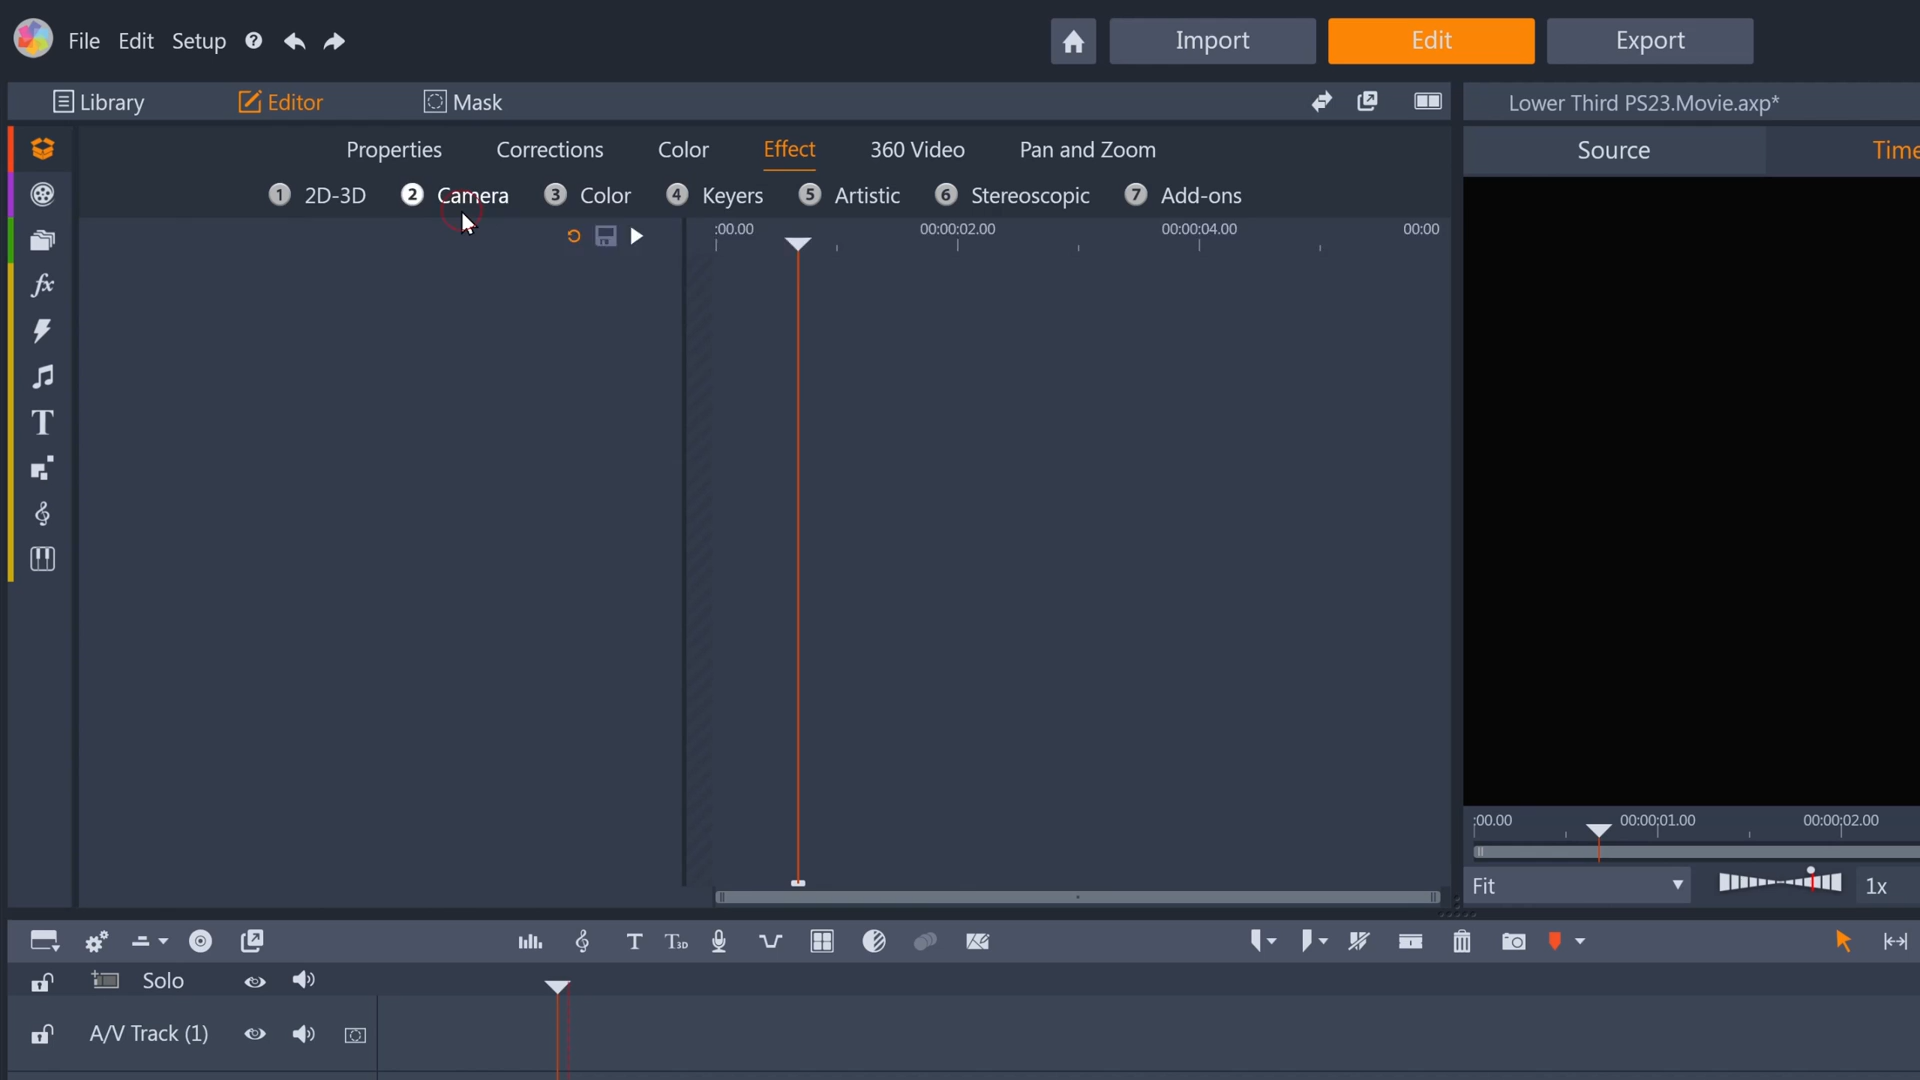 File Edit Setup ?
Import Edit Export
Library Editor Mask
Lower Third PS23.Movie.axp*
Properties Corrections Color Effect 360 Video Pan and Zoom
Source Time
1 2D-3D 2 Camera 3 Color 4 Keyers 5 Artistic 6 Stereoscopic 7 Add-ons
:00.00 00:00:02.00 00:00:04.00 00:00
fx
T
:00.00 00:00:01.00 00:00:02.00
Fit 1x
T T3D
Solo
A/V Track (1)